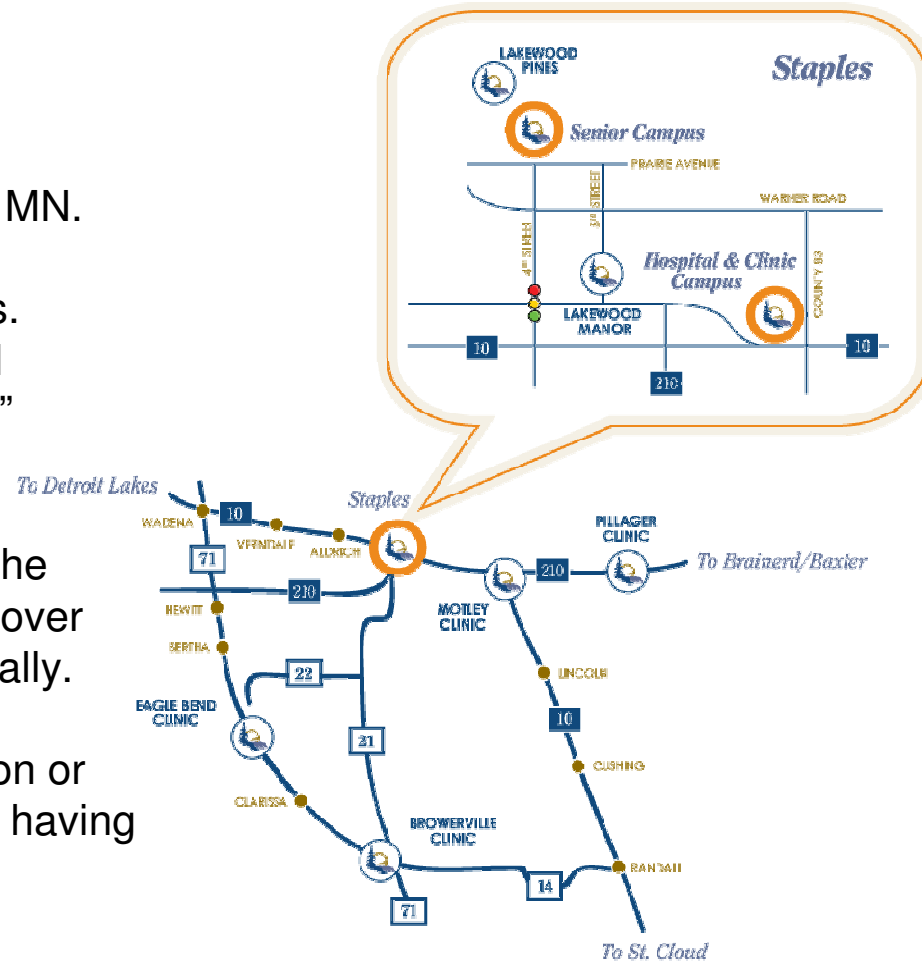 MN.
s.
”
he
over
ally.
on or
having
Staples
LAKEWOOD
PINES
Senior Campus
PRAIRIE AVENUE
WARNER ROAD
4TH STREET
STREET
Hospital & Clinic
Campus
COUNTY 93
LAKEWOOD
MANOR
10
210
10
To Detroit Lakes
Staples
WADENA
10
VERNDALE
ALDRICH
PILLAGER
CLINIC
71
210
To Brainerd/Baxter
210
MOTLEY
CLINIC
HEWITT
BERTHA
22
LINCOLN
EAGLE BEND
CLINIC
21
10
CUSHING
CLARISSA
BROWERVILLE
CLINIC
14
RANDALL
71
To St. Cloud